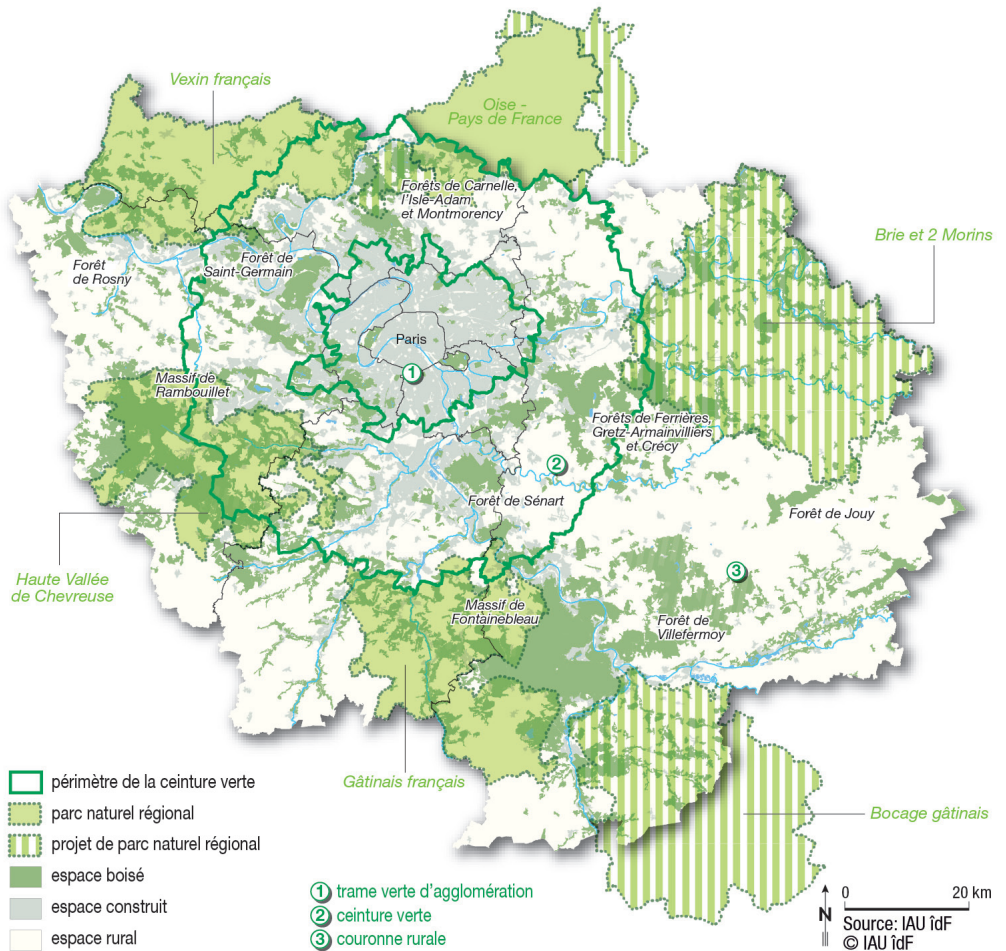 Vexin français
Oise -
Pays de France
Forêts de Carnelle,
l'Isle-Adam
et Montmorency
Brie et 2 Morins
Forêt
de Rosny
Forêt de
Saint-Germain
Paris
1
Massif de
Rambouillet
Forêts de Ferrières,
Gretz-Armainvilliers
et Crécy
2
Forêt de Sénart
Forêt de Jouy
3
Haute Vallée
de Chevreuse
Massif de
Fontainebleau
Forêt de
Villefermoy
Gâtinais français
Bocage gâtinais
périmètre de la ceinture verte
parc naturel régional
projet de parc naturel régional
espace boisé
espace construit
espace rural
1 trame verte d'agglomération
2 ceinture verte
3 couronne rurale
N
0 20 km
Source: IAU îdF
© IAU îdF